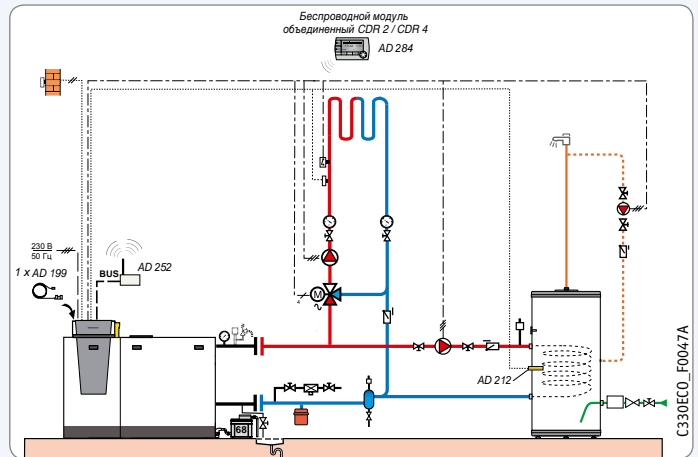 Беспроводной модуль
объединенный CDR 2 / CDR 4
AD 284
230 В
50 Гц
1 x AD 199
BUS
AD 252
M
4
AD 212
68
C330ECO_F0047A